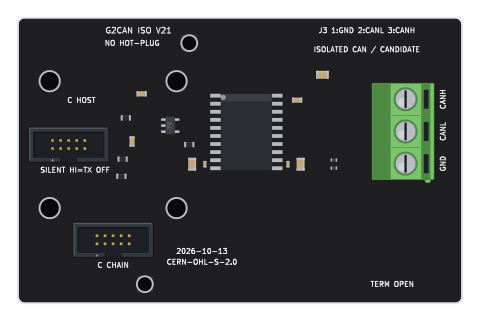 G2CAN ISO V21
NO HOT-PLUG
J3 1:GND 2:CANL 3:CANH
ISOLATED CAN / CANDIDATE
C HOST
CANH
CANL
GND
SILENT HI=TX OFF
2026-10-13
CERN-OHL-S-2.0
C CHAIN
TERM OPEN